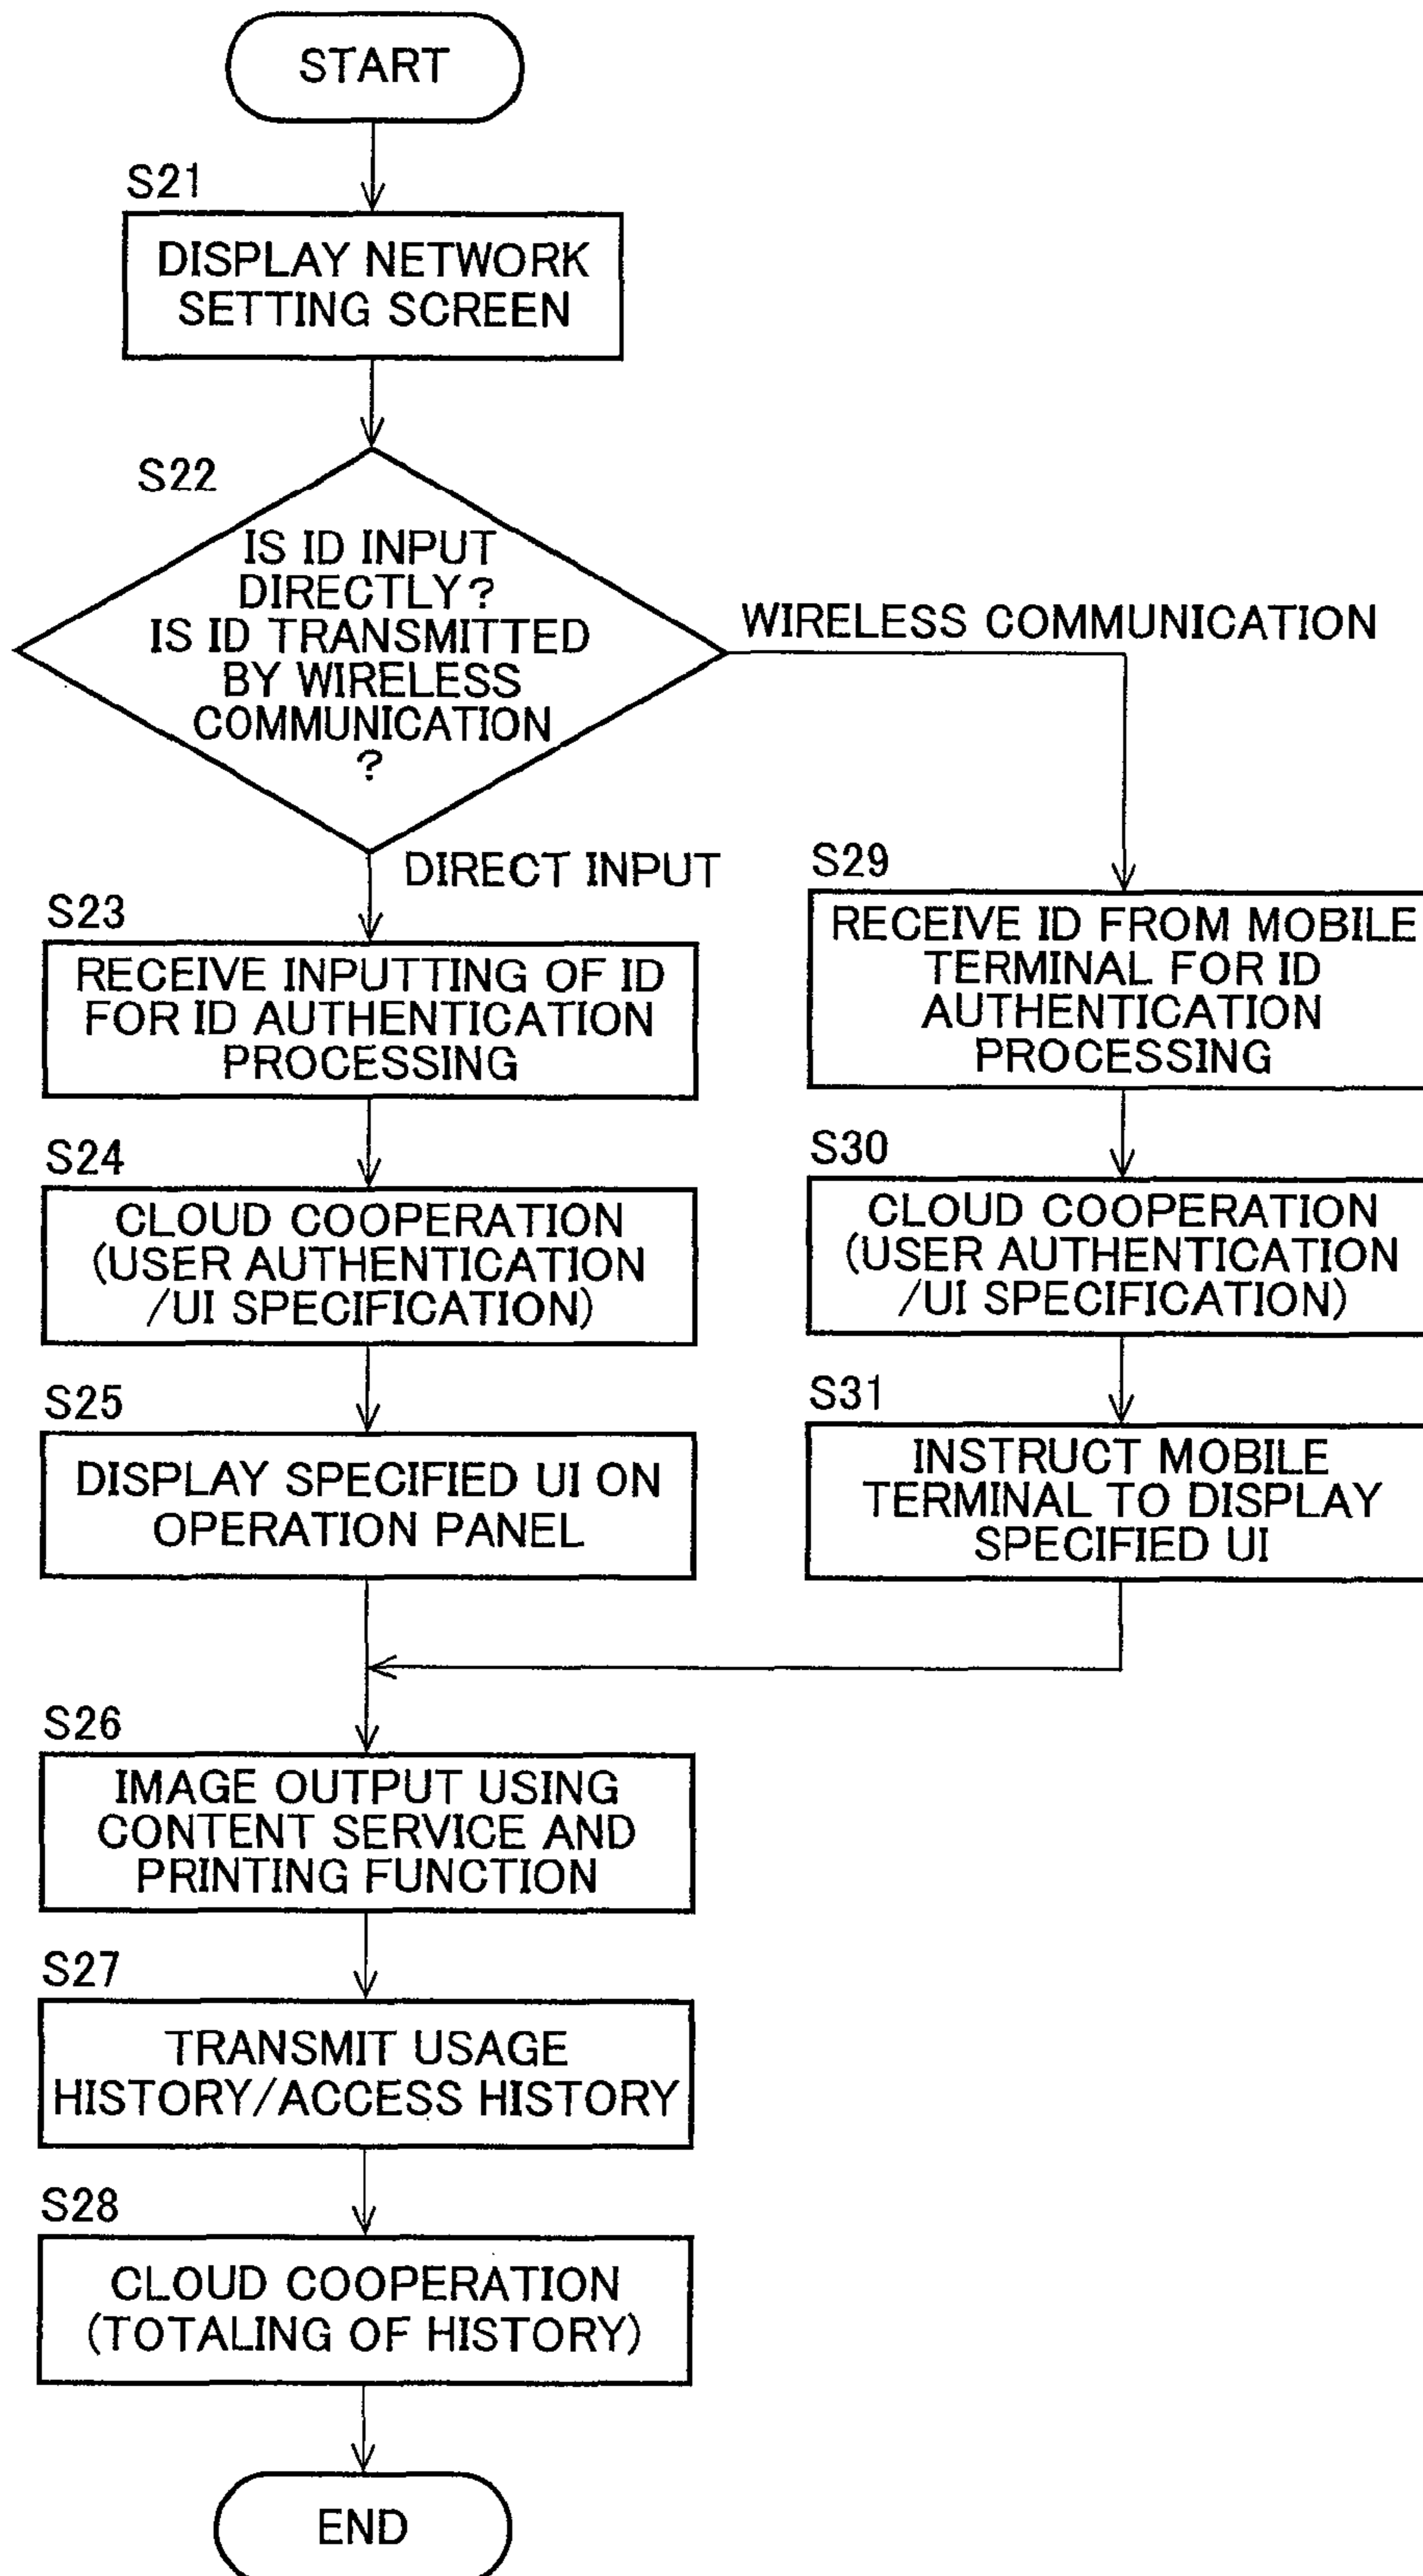 START
S21
DISPLAY NETWORK
SETTING SCREEN
S22
IS ID INPUT
DIRECTLY?
IS ID TRANSMITTED
BY WIRELESS
COMMUNICATION
?
WIRELESS COMMUNICATION
DIRECT INPUT
S23
RECEIVE INPUTTING OF ID
FOR ID AUTHENTICATION
PROCESSING
S24
CLOUD COOPERATION
(USER AUTHENTICATION
/UI SPECIFICATION)
S25
DISPLAY SPECIFIED UI ON
OPERATION PANEL
S29
RECEIVE ID FROM MOBILE
TERMINAL FOR ID
AUTHENTICATION
PROCESSING
S30
CLOUD COOPERATION
(USER AUTHENTICATION
/UI SPECIFICATION)
S31
INSTRUCT MOBILE
TERMINAL TO DISPLAY
SPECIFIED UI
S26
IMAGE OUTPUT USING
CONTENT SERVICE AND
PRINTING FUNCTION
S27
TRANSMIT USAGE
HISTORY/ACCESS HISTORY
S28
CLOUD COOPERATION
(TOTALING OF HISTORY)
END